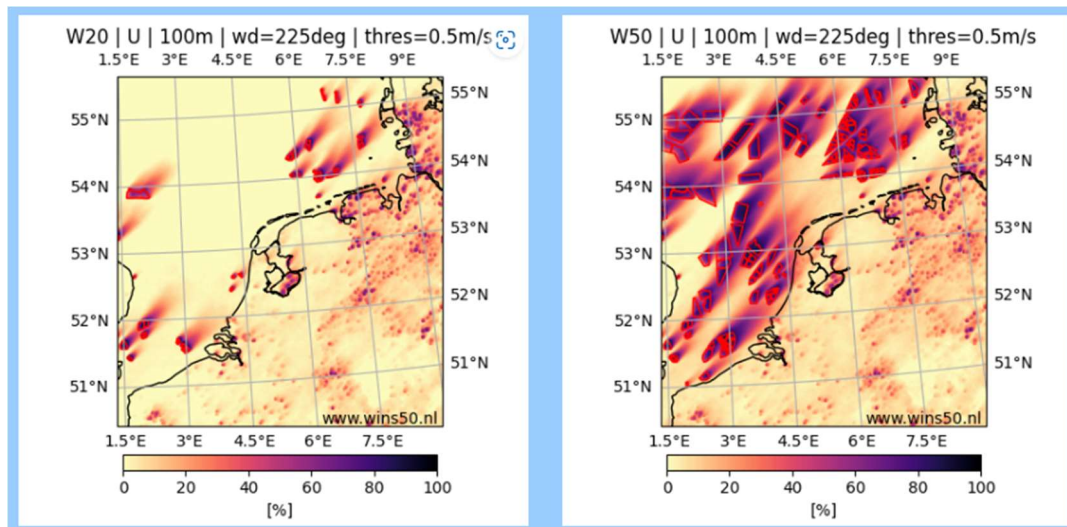 W20 | U | 100m | wd=225deg | thres=0.5m/s
1.5°E 3°E 4.5°E 6°E 7.5°E 9°E
55°N 55°N
54°N 54°N
53°N 53°N
52°N 52°N
51°N 51°N
www.wins50.nl
1.5°E 3°E 4.5°E 6°E 7.5°E
0 20 40 60 80 100
[%]
W50 | U | 100m | wd=225deg | thres=0.5m/s
1.5°E 3°E 4.5°E 6°E 7.5°E 9°E
55°N 55°N
54°N 54°N
53°N 53°N
52°N 52°N
51°N 51°N
www.wins50.nl
1.5°E 3°E 4.5°E 6°E 7.5°E
0 20 40 60 80 100
[%]